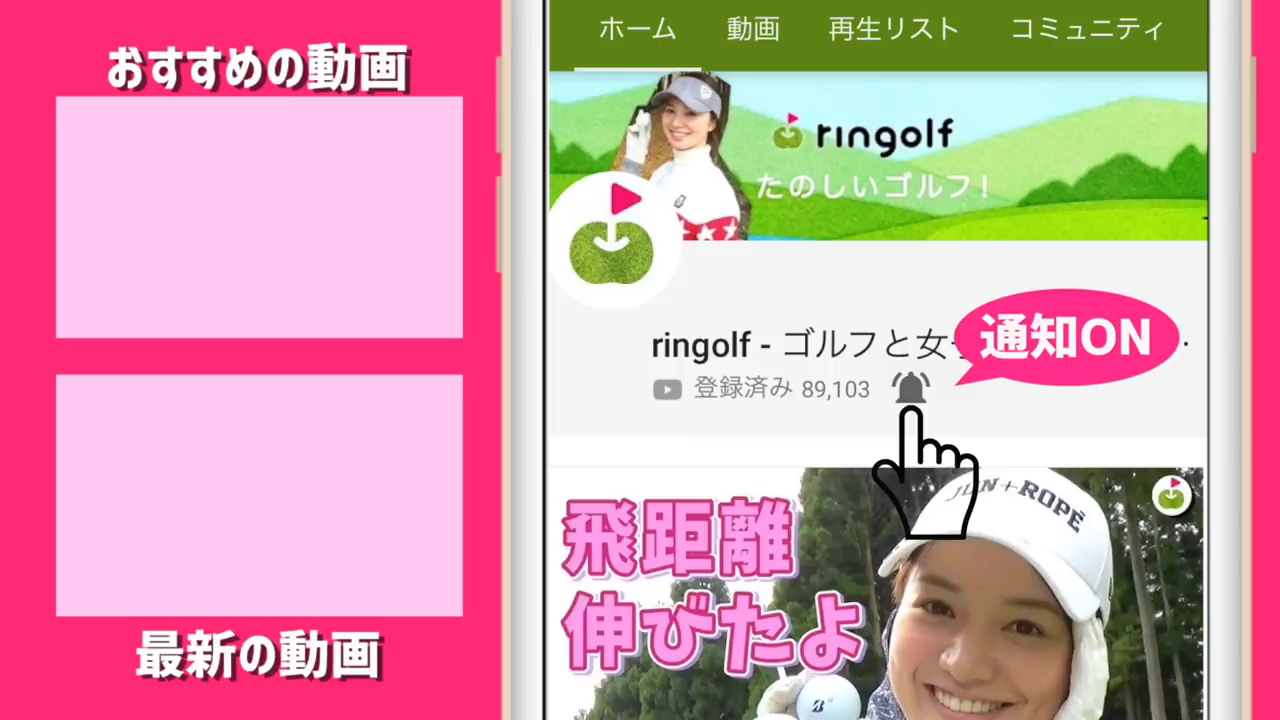 おすすめの動画
最新の動画
ホーム 動画 再生リスト コミュニティ
ringolf
たのしいゴルフ!
ringolf - ゴルフと女
通知ON
登録済み 89,103
飛距離
伸びたよ
JUN+ROPÉ
B